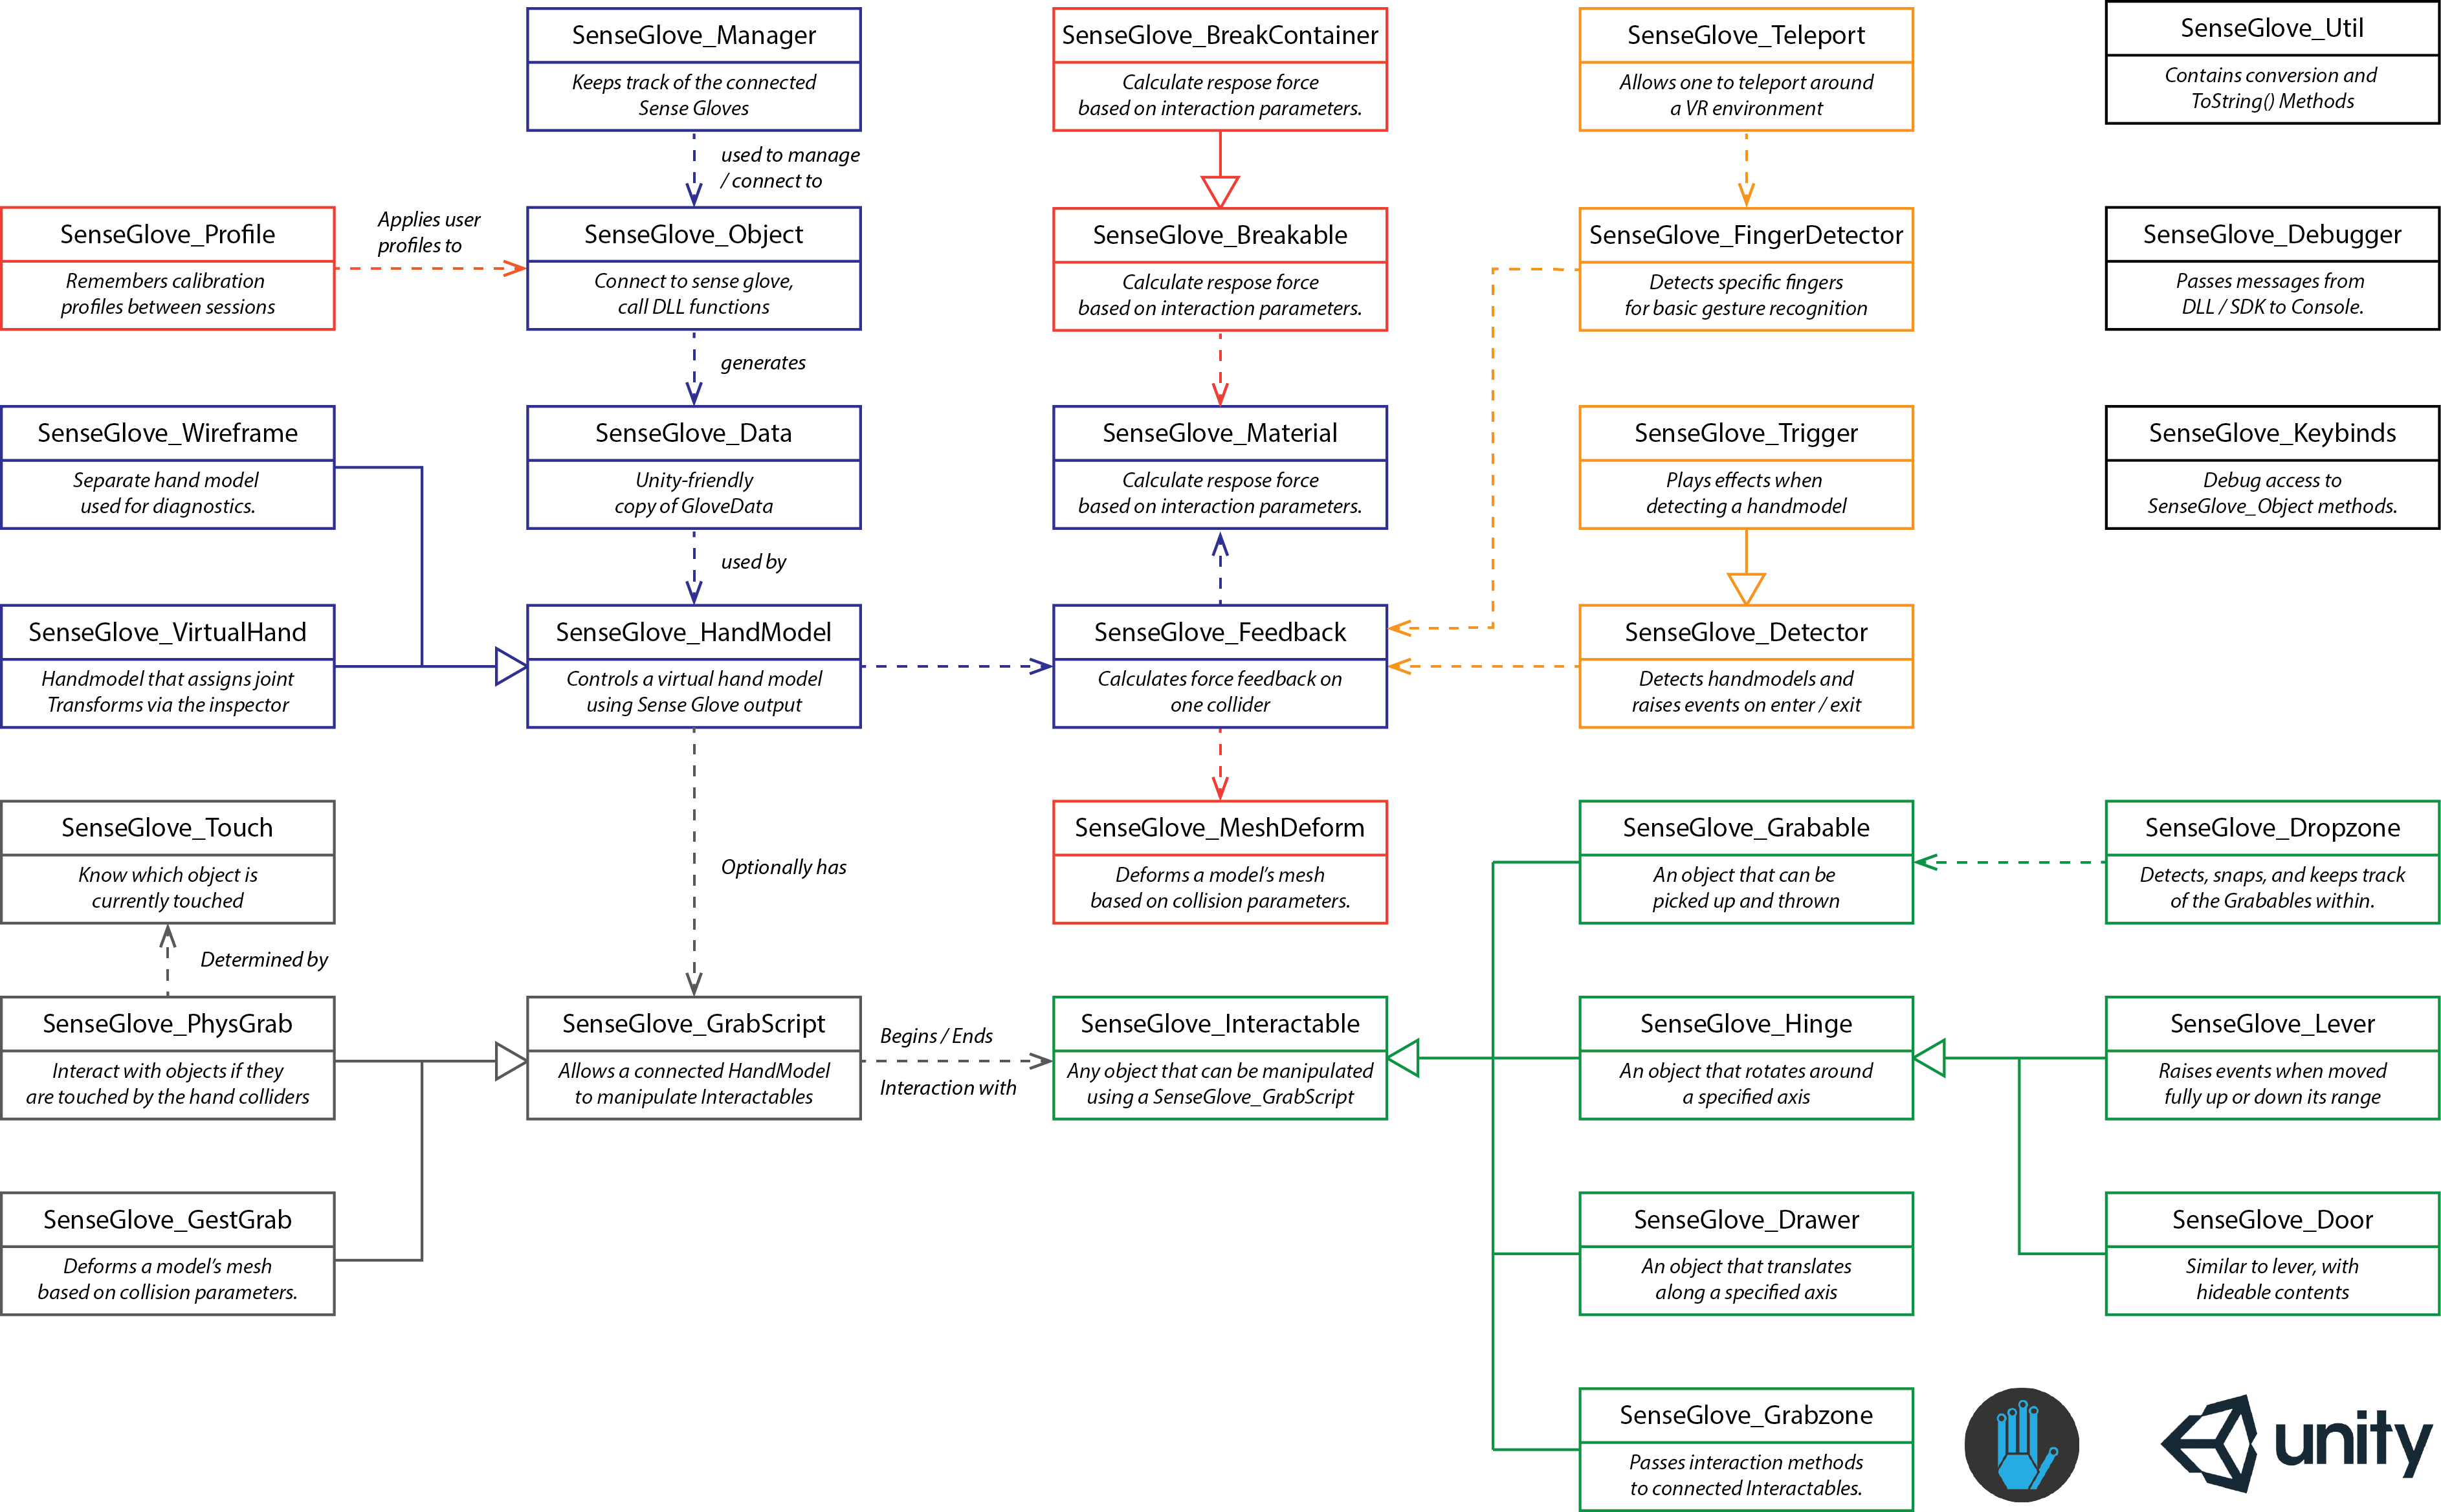 SenseGlove_Manager
Keeps track of the connected
Sense Gloves
SenseGlove_BreakContainer
Calculate respose force
based on interaction parameters.
SenseGlove_Teleport
Allows one to teleport around
a VR environment
SenseGlove_Util
Contains conversion and
ToString() Methods
used to manage
/ connect to
SenseGlove_Profile
Remembers calibration
profiles between sessions
Applies user
profiles to
SenseGlove_Object
Connect to sense glove,
call DLL functions
SenseGlove_Breakable
Calculate respose force
based on interaction parameters.
SenseGlove_FingerDetector
Detects specific fingers
for basic gesture recognition
SenseGlove_Debugger
Passes messages from
DLL / SDK to Console.
generates
SenseGlove_Wireframe
Separate hand model
used for diagnostics.
SenseGlove_Data
Unity-friendly
copy of GloveData
SenseGlove_Material
Calculate respose force
based on interaction parameters.
SenseGlove_Trigger
Plays effects when
detecting a handmodel
SenseGlove_Keybinds
Debug access to
SenseGlove_Object methods.
used by
SenseGlove_VirtualHand
Handmodel that assigns joint
Transforms via the inspector
SenseGlove_HandModel
Controls a virtual hand model
using Sense Glove output
SenseGlove_Feedback
Calculates force feedback on
one collider
SenseGlove_Detector
Detects handmodels and
raises events on enter / exit
SenseGlove_Touch
Know which object is
currently touched
Optionally has
SenseGlove_MeshDeform
Deforms a model's mesh
based on collision parameters.
SenseGlove_Grabable
An object that can be
picked up and thrown
SenseGlove_Dropzone
Detects, snaps, and keeps track
of the Grabables within.
Determined by
SenseGlove_PhysGrab
Interact with objects if they
are touched by the hand colliders
SenseGlove_GrabScript
Allows a connected HandModel
to manipulate Interactables
Begins / Ends
Interaction with
SenseGlove_Interactable
Any object that can be manipulated
using a SenseGlove_GrabScript
SenseGlove_Hinge
An object that rotates around
a specified axis
SenseGlove_Lever
Raises events when moved
fully up or down its range
SenseGlove_GestGrab
Deforms a model's mesh
based on collision parameters.
SenseGlove_Drawer
An object that translates
along a specified axis
SenseGlove_Door
Similar to lever, with
hideable contents
SenseGlove_Grabzone
Passes interaction methods
to connected Interactables.
unity